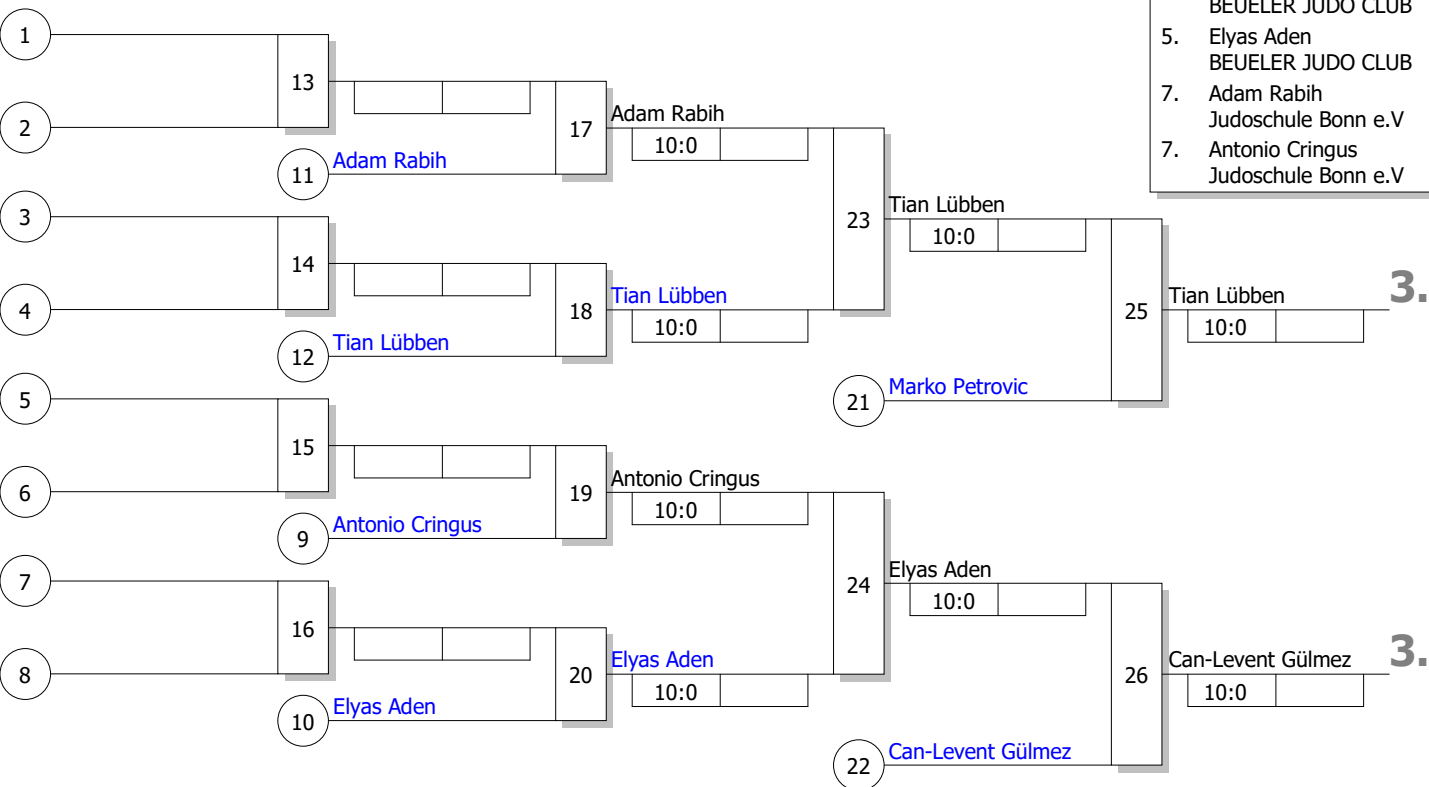 BEUELER JUDO CLUB
5. Elyas Aden
BEUELER JUDO CLUB
7. Adam Rabih
Judoschule Bonn e.V
7. Antonio Cringus
Judoschule Bonn e.V
1
13
2
17
Adam Rabih
10:0
11
Adam Rabih
3
23
Tian Lübben
10:0
14
4
18
Tian Lübben
10:0
12
Tian Lübben
25
Tian Lübben
10:0
3.
5
21
Marko Petrovic
15
6
19
Antonio Cringus
10:0
9
Antonio Cringus
7
24
Elyas Aden
10:0
16
8
20
Elyas Aden
10:0
10
Elyas Aden
26
Can-Levent Gülmez
10:0
3.
22
Can-Levent Gülmez